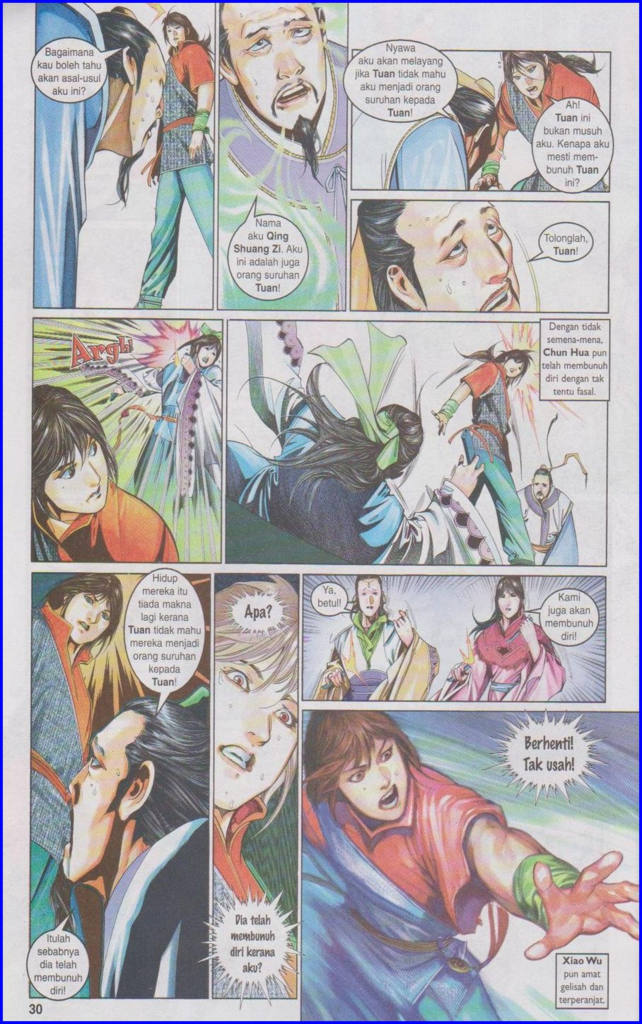 Bagaimana
kau boleh tahu
akan asal-usul
aku ini?
Nama
aku Qing
Shuang Zi. Aku
ini adalah juga
orang suruhan
Tuan!
Nyawa
aku akan melayang
jika Tuan tidak mahu
aku menjadi orang
suruhan kepada
Tuan!
Ah!
Tuan ini
bukan musuh
aku. Kenapa aku
mesti mem-
bunuh Tuan
ini?
Tolonglah,
Tuan!
Argh!
Dengan tidak
semena-mena,
Chun Hua pun
telah membunuh
diri dengan tak
tentu fasal.
Hidup
mereka itu
tiada makna
lagi kerana
Tuan tidak mahu
mereka menjadi
orang suruhan
kepada
Tuan!
Itulah
sebabnya
dia telah
membunuh
diri!
Apa?
Dia telah
membunuh
diri kerana
aku?
Ya,
betul!
Kami
juga akan
membunuh
diri!
Berhenti!
Tak usah!
Xiao Wu
pun amat
gelisah dan
terperanjat.
30